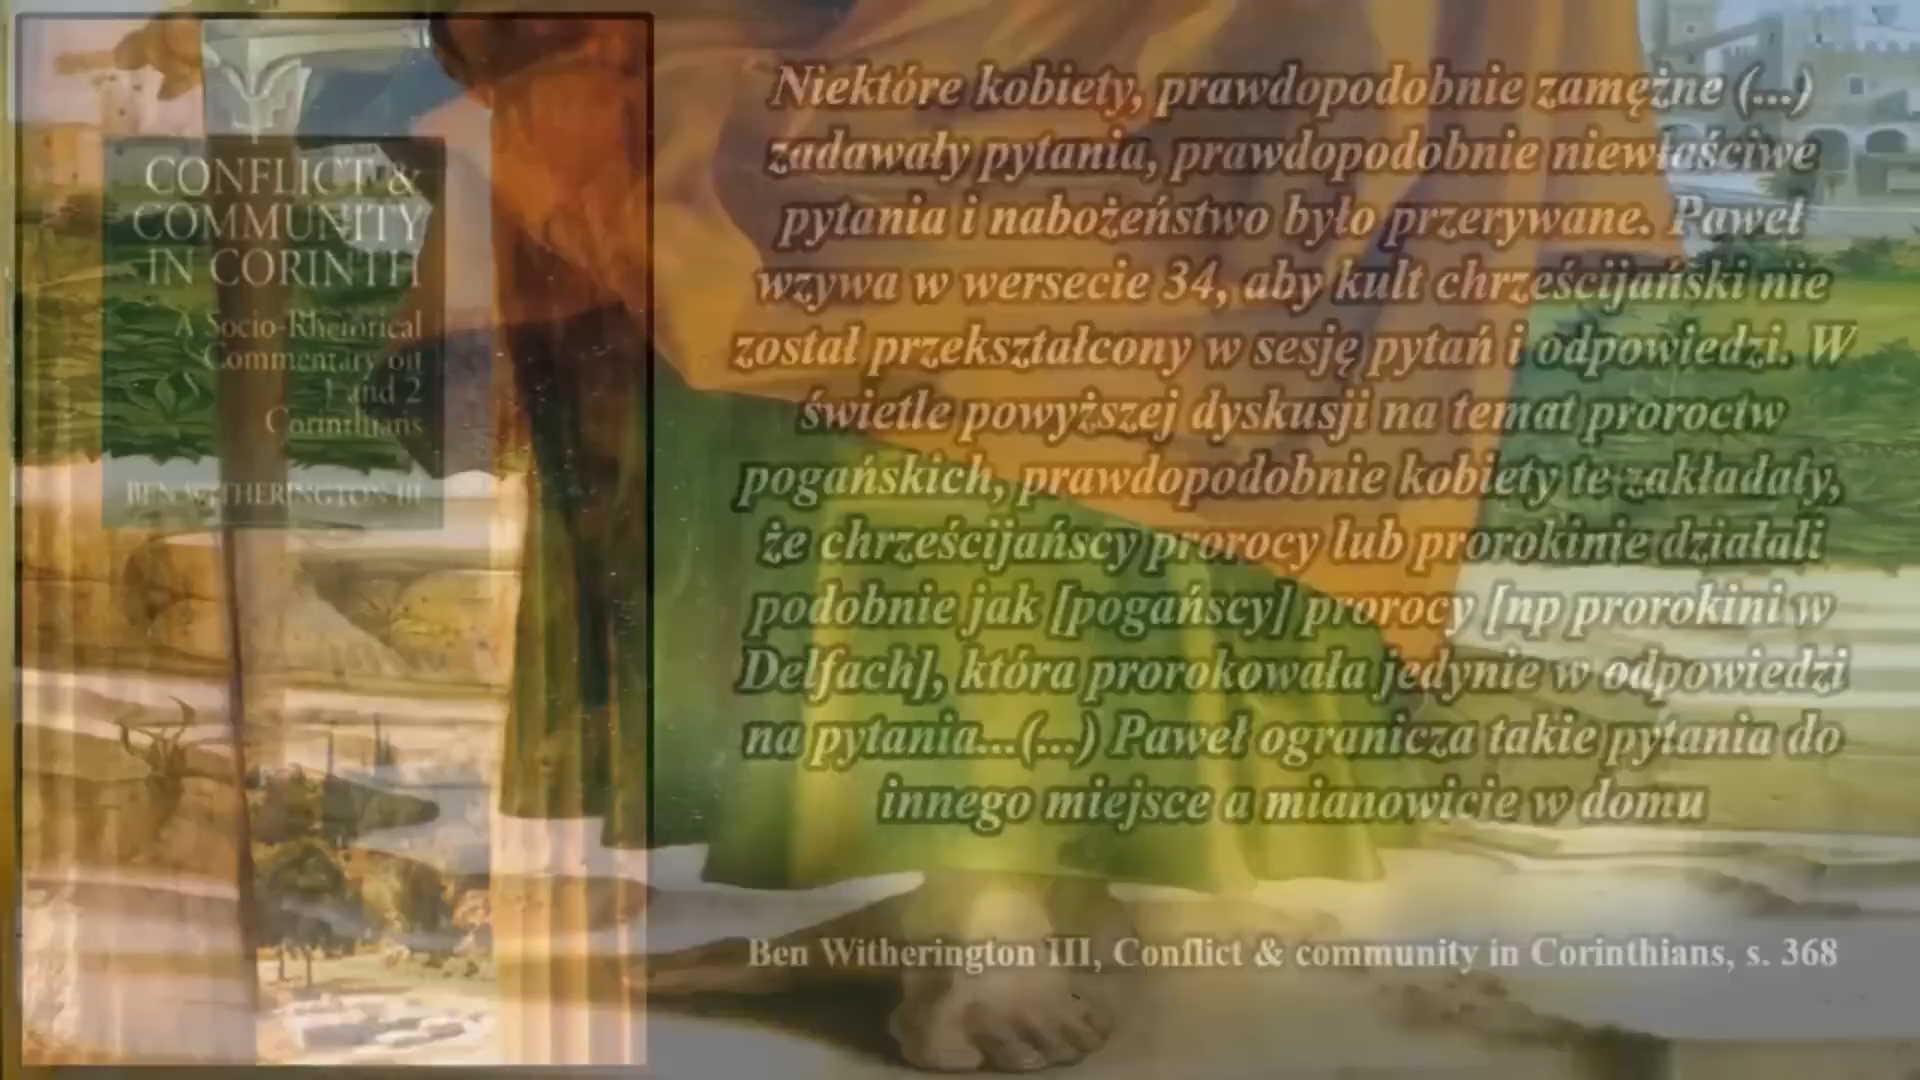 CONFLICT &
COMMUNITY
IN CORINTH
A Socio-Rhetorical
Commentary on
1 and 2
Corinthians
BEN WITHERINGTON III
Niektóre kobiety, prawdopodobnie zamężne (...)
zadawały pytania, prawdopodobnie niewłaściwe
pytania i nabożeństwo było przerywane. Paweł
wzywa w wersecie 34, aby kult chrześcijański nie
został przekształcony w sesję pytań i odpowiedzi. W
świetle powyższej dyskusji na temat proroctw
pogańskich, prawdopodobnie kobiety te zakładały,
że chrześcijańscy prorocy lub prorokinie działali
podobnie jak [pogańscy] prorocy [np prorokini w
Delfach], która prorokowała jedynie w odpowiedzi
na pytania...(...) Paweł ogranicza takie pytania do
innego miejsce a mianowicie w domu
Ben Witherington III, Conflict & community in Corinthians, s. 368